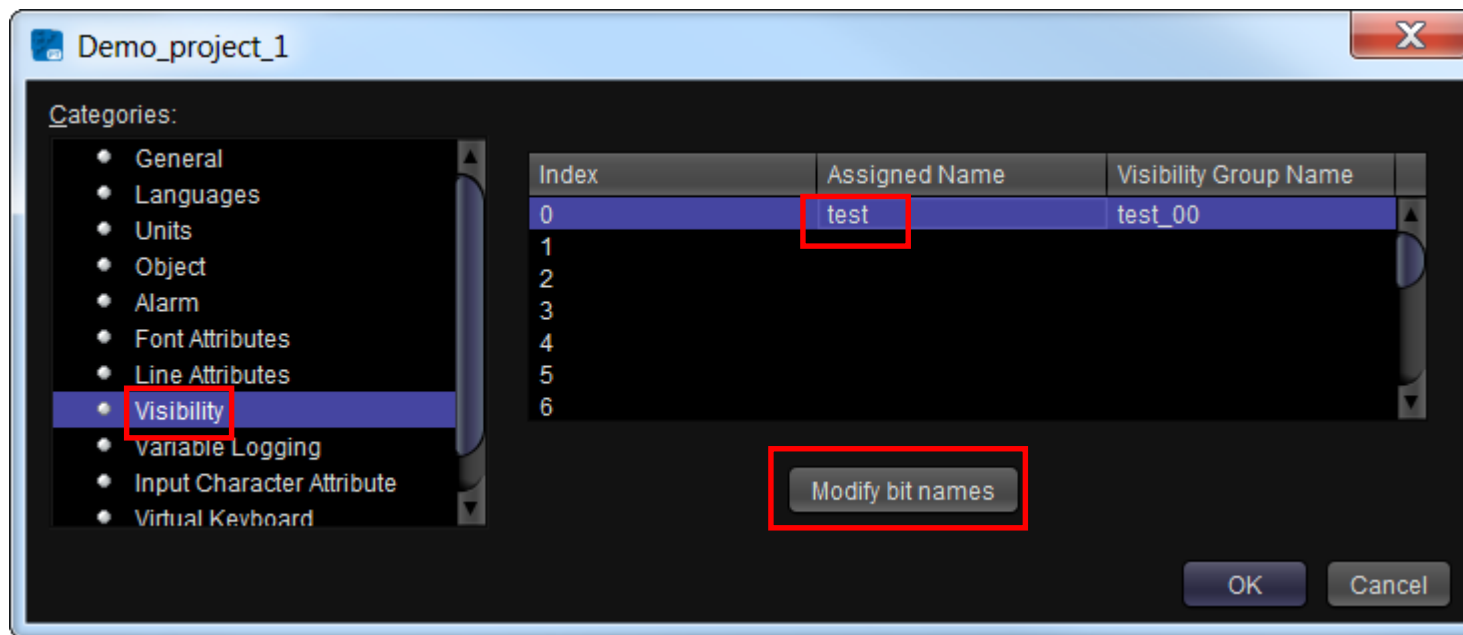 Demo_project_1
Categories:
General
Languages
Units
Object
Alarm
Font Attributes
Line Attributes
Visibility
Variable Logging
Input Character Attribute
Virtual Keyboard
Index Assigned Name Visibility Group Name
0 test test_00
1
2
3
4
5
6
Modify bit names
OK Cancel